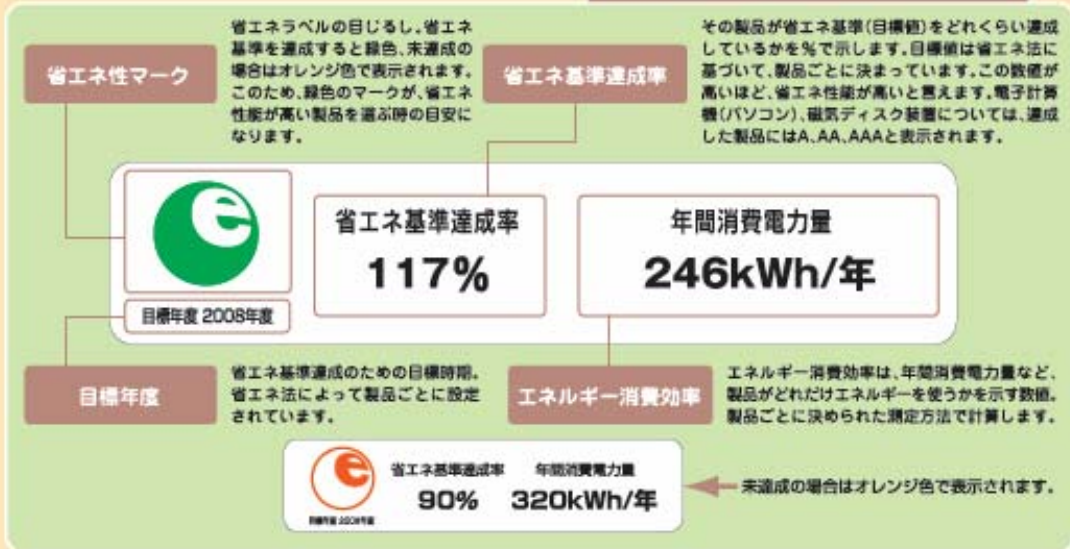 省エネ性マーク
省エネラベルの目じるし。省エネ
基準を達成すると緑色、未達成の
場合はオレンジ色で表示されます。
このため、緑色のマークが、省エネ
性能が高い製品を選ぶ時の目安に
なります。
省エネ基準達成率
その製品が省エネ基準(目標値)をどれくらい達成
しているかを%で示します。目標値は省エネ法に
基づいて、製品ごとに決まっています。この数値が
高いほど、省エネ性能が高いと言えます。電子計算
機(パソコン)、磁気ディスク装置については、達成
した製品にはA、AA、AAAと表示されます。
e
目標年度 2008年度
省エネ基準達成率
117%
年間消費電力量
246kWh/年
目標年度
省エネ基準達成のための目標時期。
省エネ法によって製品ごとに設定
されています。
エネルギー消費効率
エネルギー消費効率は、年間消費電力量など、
製品がどれだけエネルギーを使うかを示す数値。
製品ごとに決められた測定方法で計算します。
e
目標年度 2008年度
省エネ基準達成率
90%
年間消費電力量
320kWh/年
未達成の場合はオレンジ色で表示されます。